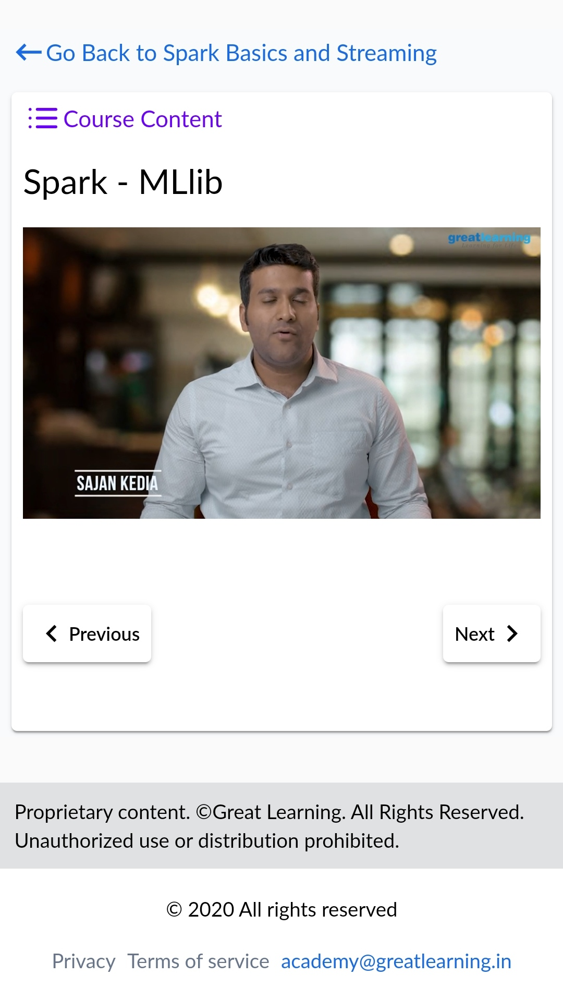 Go Back to Spark Basics and Streaming
Course Content
Spark - MLlib
greatlearning
Learning for Life
SAJAN KEDIA
Previous
Next
Proprietary content. ©Great Learning. All Rights Reserved.
Unauthorized use or distribution prohibited.
© 2020 All rights reserved
Privacy Terms of service academy@greatlearning.in